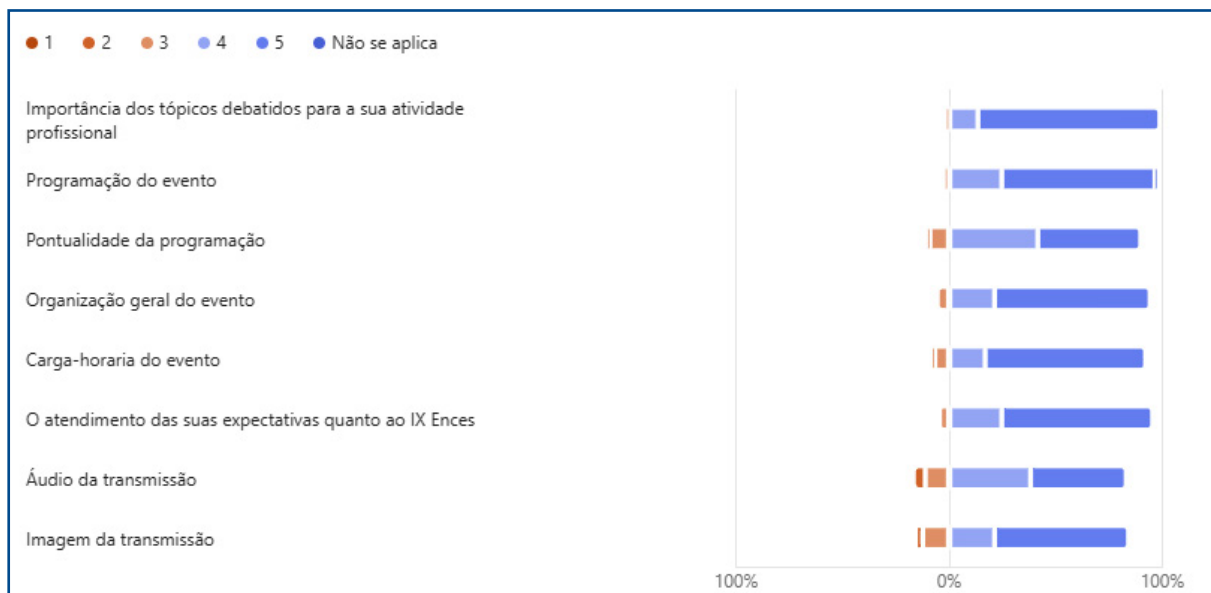 1 2 3 4 5 Não se aplica
Importância dos tópicos debatidos para a sua atividade
profissional
Programação do evento
Pontualidade da programação
Organização geral do evento
Carga-horaria do evento
O atendimento das suas expectativas quanto ao IX Ences
Áudio da transmissão
Imagem da transmissão
100% 0% 100%